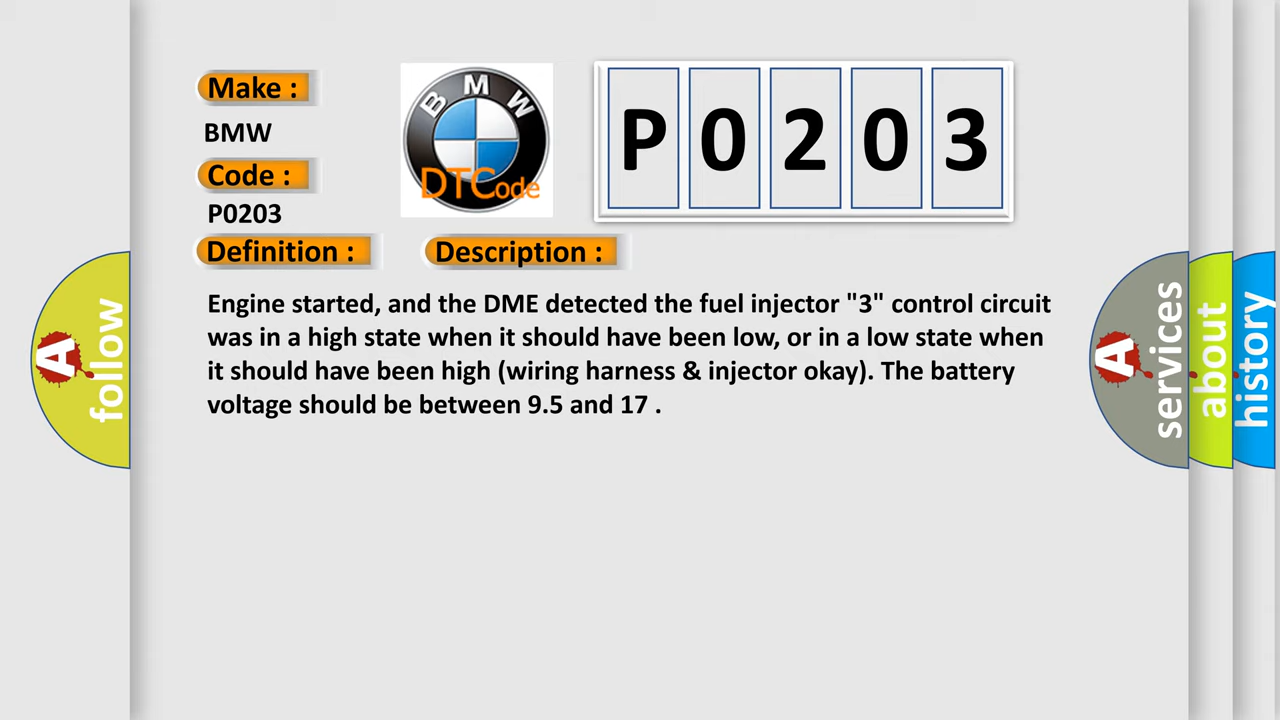 Make :
BMW
Code :
P0203
Definition :
Description :
BMW
DTCode
P0203
Engine started, and the DME detected the fuel injector "3" control circuit
was in a high state when it should have been low, or in a low state when
it should have been high (wiring harness & injector okay). The battery
voltage should be between 9.5 and 17 .
A
follow
A
services
about
history